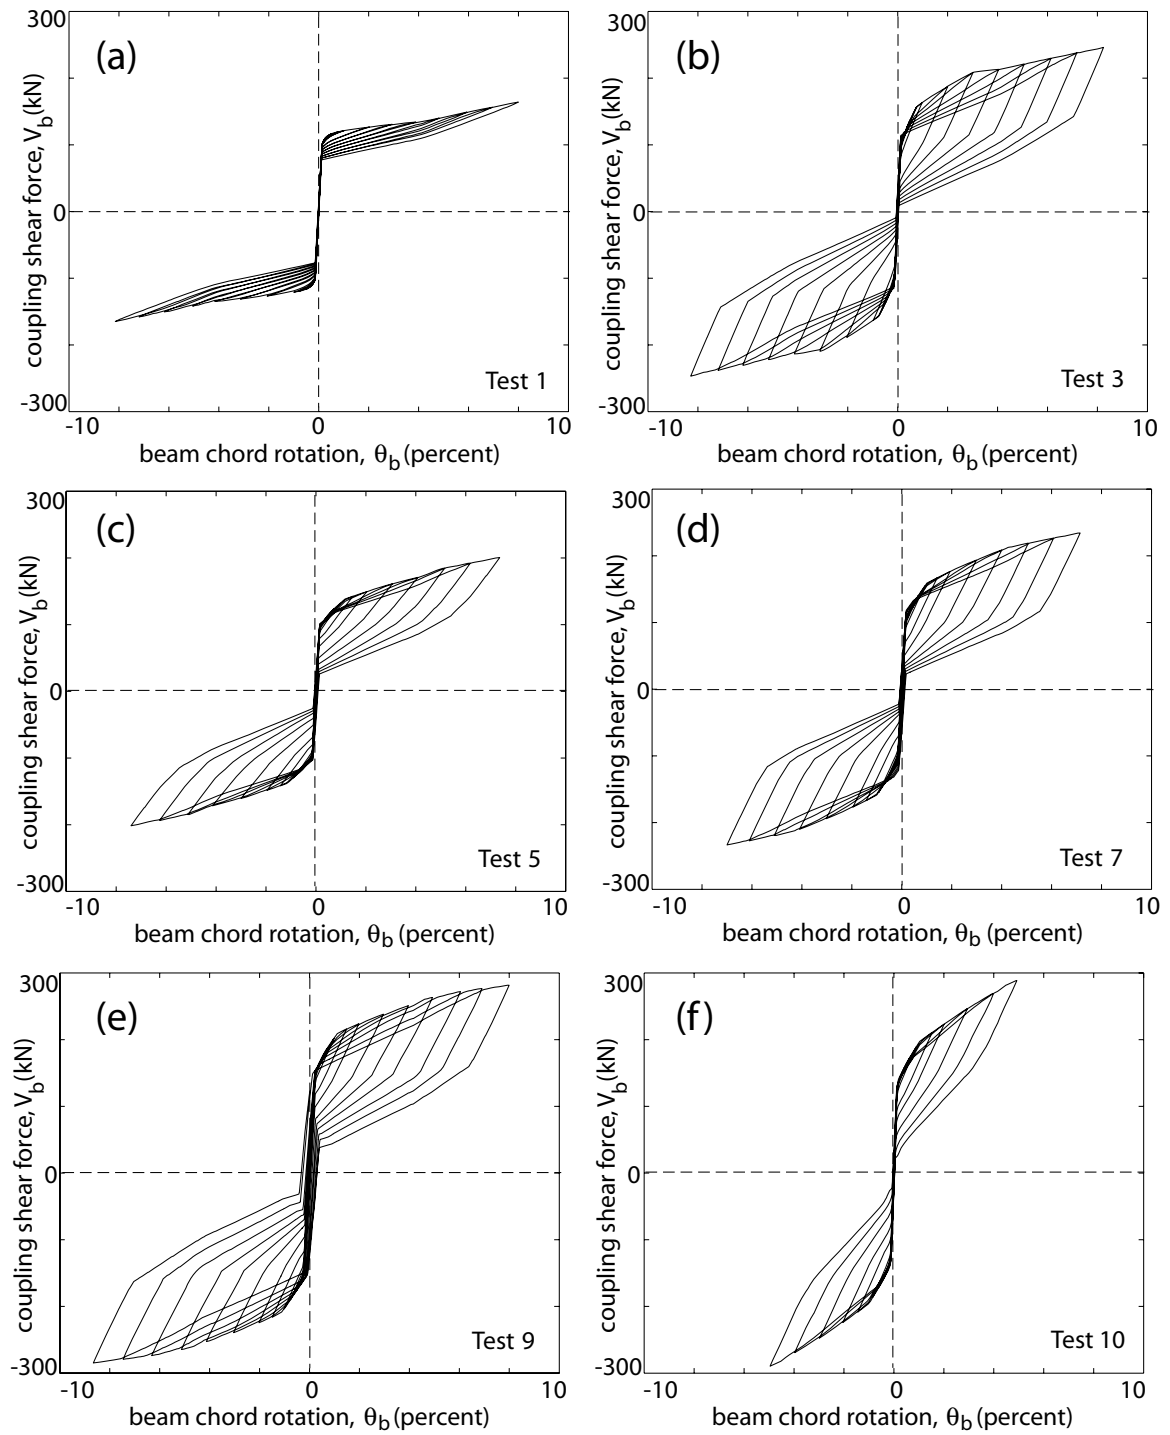 300
(a)
coupling shear force, V_b (kN)
0
Test 1
-300
-10
0
10
beam chord rotation, θ_b (percent)
300
(b)
coupling shear force, V_b (kN)
0
Test 3
-300
-10
0
10
beam chord rotation, θ_b (percent)
300
(c)
coupling shear force, V_b (kN)
0
Test 5
-300
-10
0
10
beam chord rotation, θ_b (percent)
300
(d)
coupling shear force, V_b (kN)
0
Test 7
-300
-10
0
10
beam chord rotation, θ_b (percent)
300
(e)
coupling shear force, V_b (kN)
0
Test 9
-300
-10
0
10
beam chord rotation, θ_b (percent)
300
(f)
coupling shear force, V_b (kN)
0
Test 10
-300
-10
0
10
beam chord rotation, θ_b (percent)